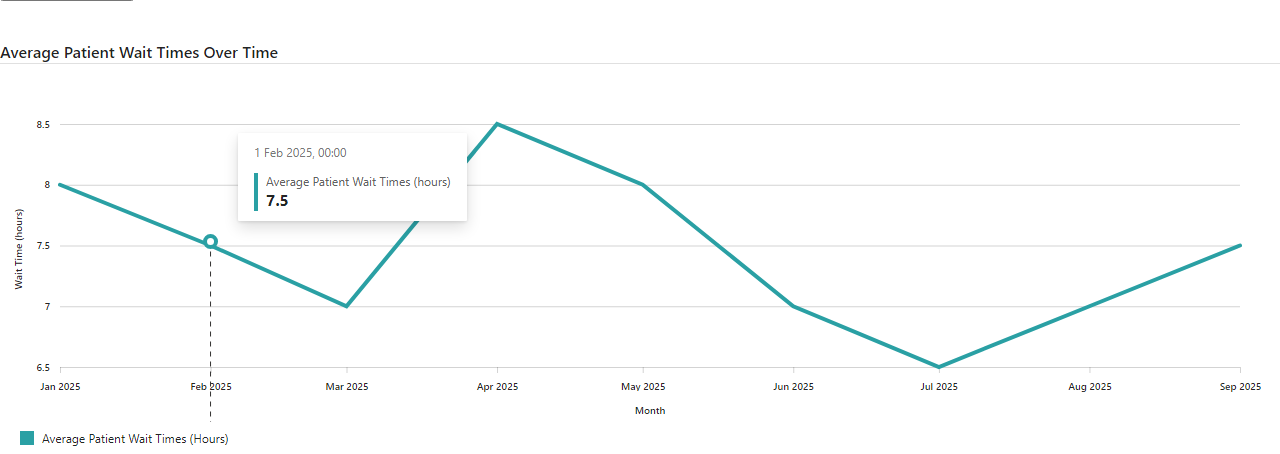 Average Patient Wait Times Over Time
8.5
1 Feb 2025, 00:00
Average Patient Wait Times (hours)
7.5
8
7.5
7
6.5
Wait Time (hours)
Jan 2025 Feb 2025 Mar 2025 Apr 2025 May 2025 Jun 2025 Jul 2025 Aug 2025 Sep 2025
Month
Average Patient Wait Times (Hours)